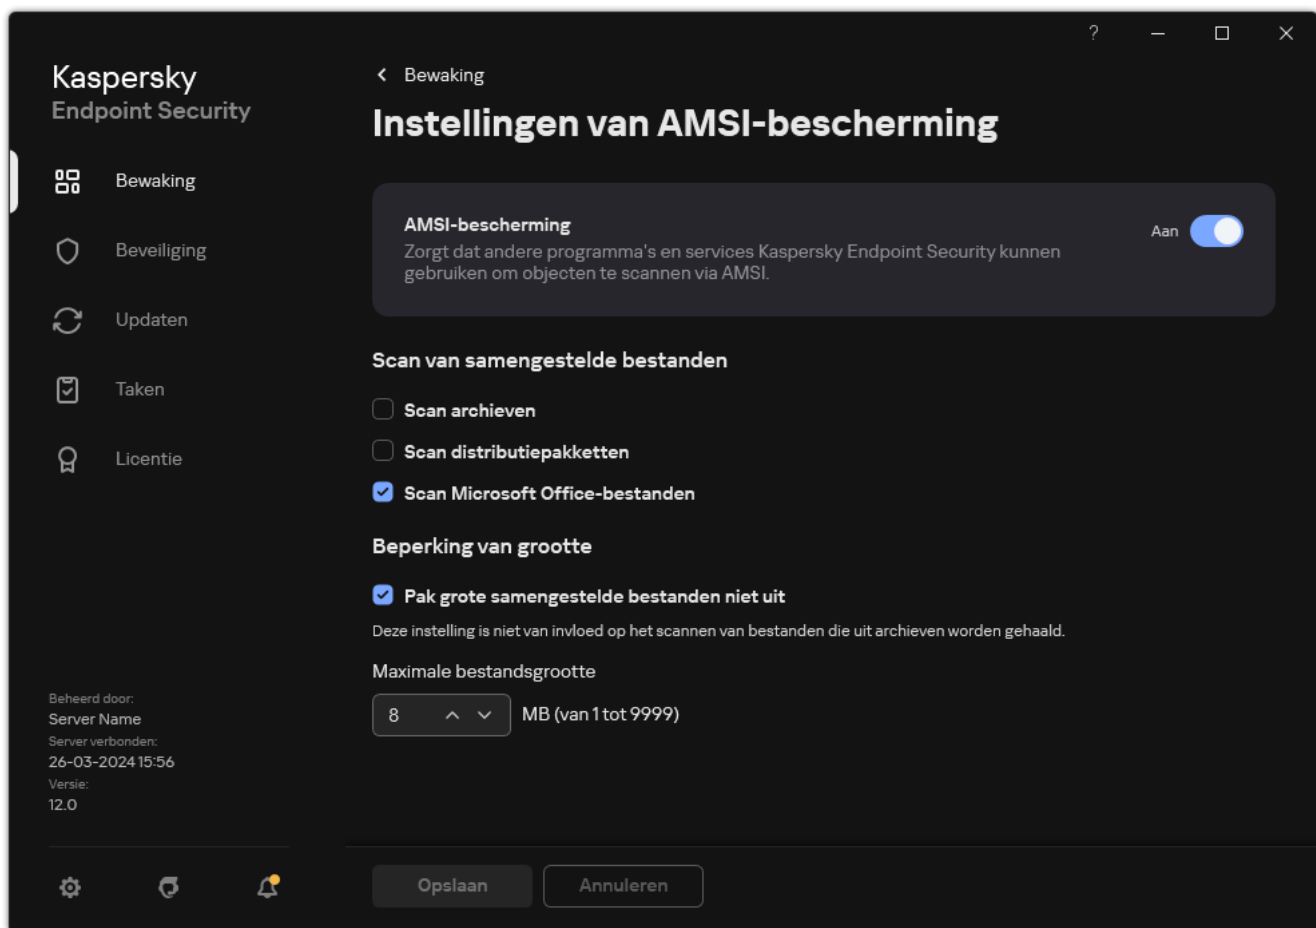 ?
Kaspersky
Endpoint Security
Bewaking
Beveiliging
Updaten
Taken
Licentie
Beheerd door:
Server Name
Server verbonden:
26-03-2024 15:56
Versie:
12.0
Bewaking
Instellingen van AMSI-bescherming
AMSI-bescherming
Zorgt dat andere programma's en services Kaspersky Endpoint Security kunnen
gebruiken om objecten te scannen via AMSI.
Aan
Scan van samengestelde bestanden
Scan archieven
Scan distributiepakketten
Scan Microsoft Office-bestanden
Beperking van grootte
Pak grote samengestelde bestanden niet uit
Deze instelling is niet van invloed op het scannen van bestanden die uit archieven worden gehaald.
Maximale bestandsgrootte
8 MB (van 1 tot 9999)
Opslaan
Annuleren